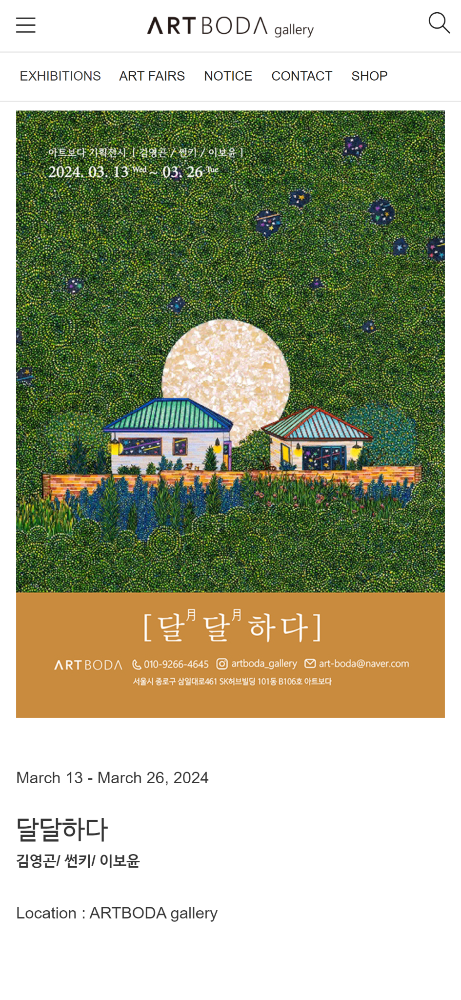 ARTBODA gallery
EXHIBITIONS ART FAIRS NOTICE CONTACT SHOP
아트보다 기획전시 [ 김영곤 / 썬키 / 이보윤 ]
2024. 03. 13 Wed ~ 03. 26 Tue
[달月달月하다]
ARTBODA 010-9266-4645 artboda_gallery art-boda@naver.com
서울시 종로구 삼일대로461 SK허브빌딩 101동 B106호 아트보다
March 13 - March 26, 2024
달달하다
김영곤/ 썬키/ 이보윤
Location : ARTBODA gallery